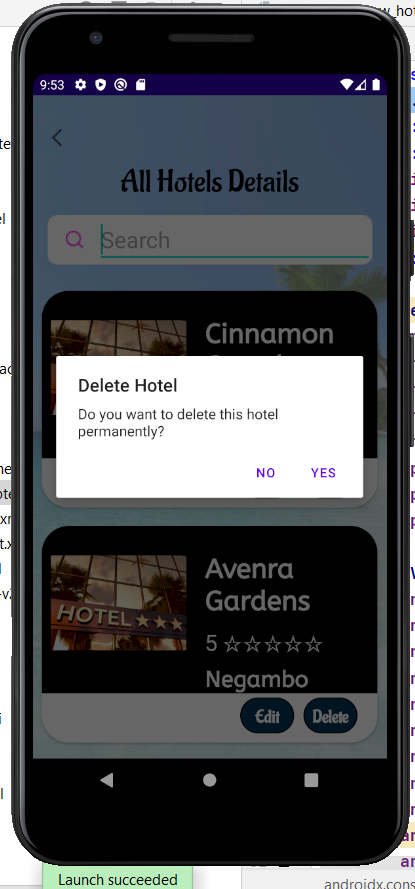 9:53
All Hotels Details
Search
Cinnamon
Delete Hotel
Do you want to delete this hotel
permanently?
NO
YES
Avenra
Gardens
HOTEL ★★★
5 ☆☆☆☆☆
Negambo
Edit
Delete
Launch succeeded
androidx.con